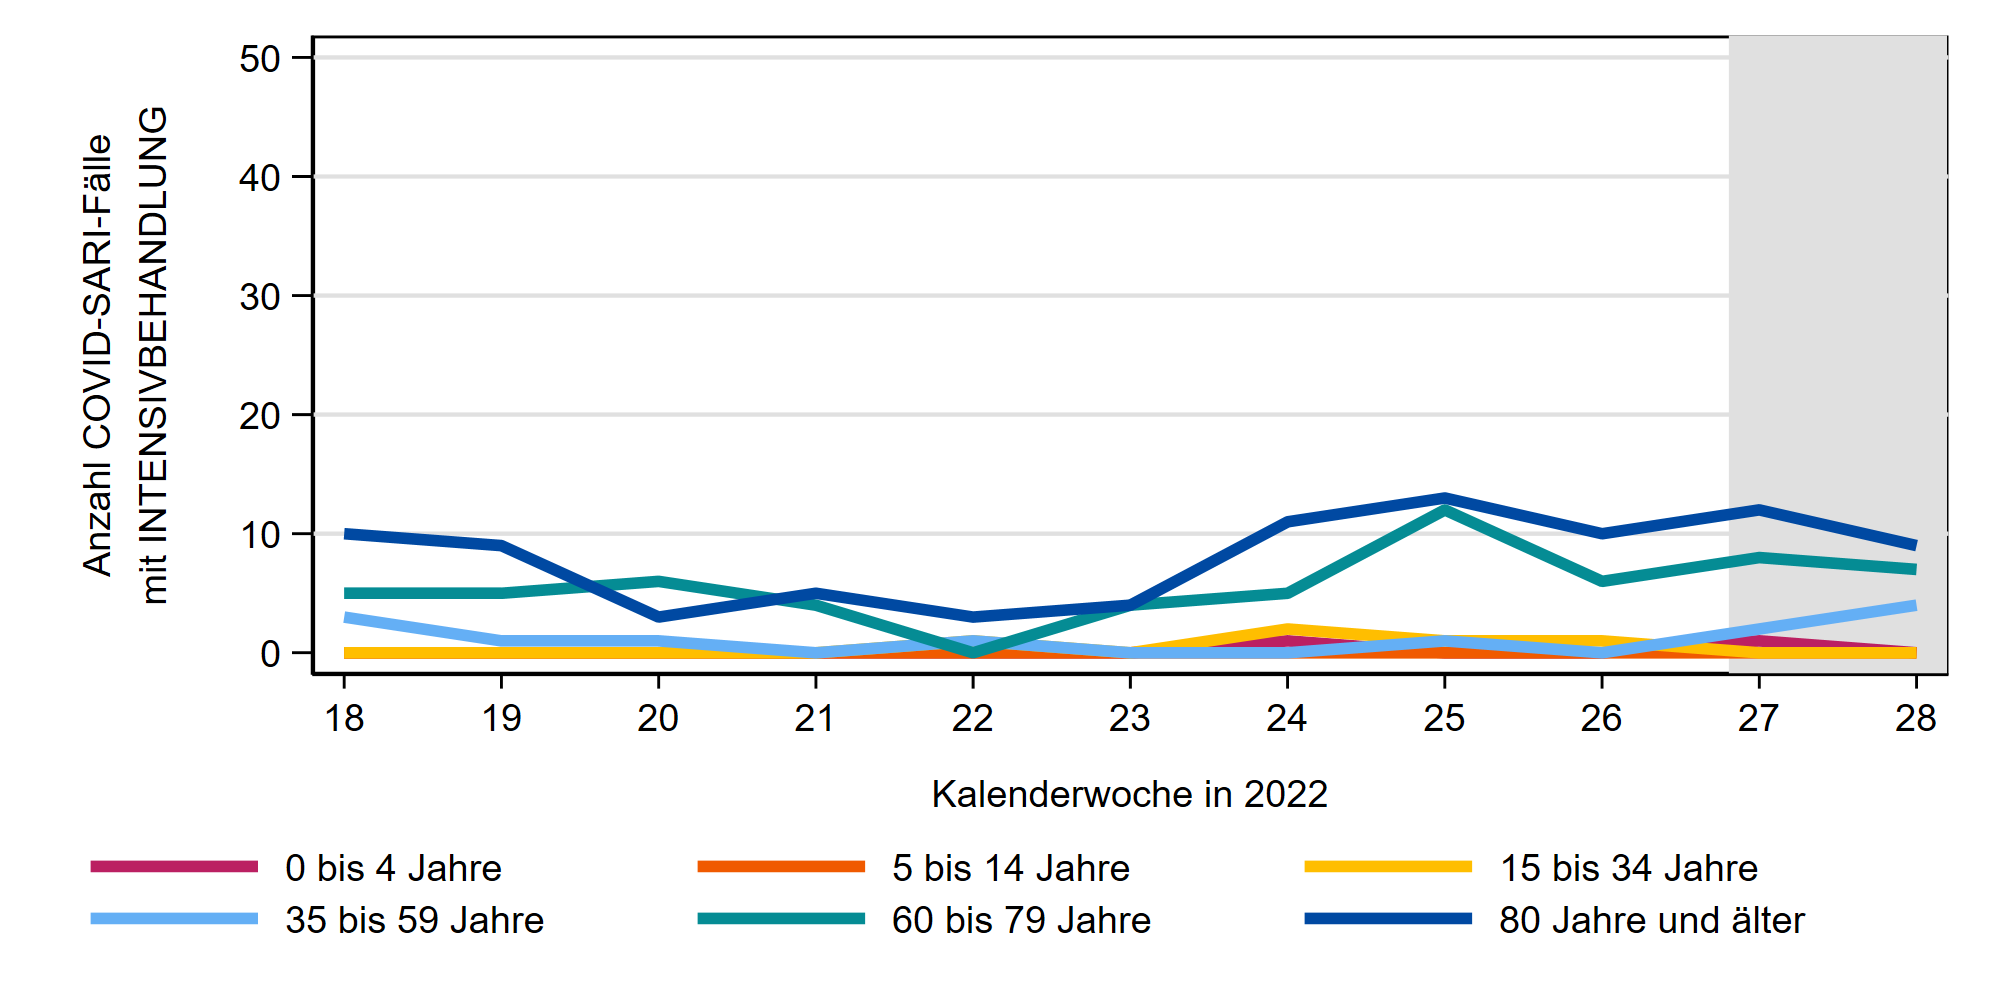 Anzahl COVID-SARI-Fälle
mit INTENSIVBEHANDLUNG
50
40
30
20
10
0
18 19 20 21 22 23 24 25 26 27 28
Kalenderwoche in 2022
0 bis 4 Jahre 5 bis 14 Jahre 15 bis 34 Jahre
35 bis 59 Jahre 60 bis 79 Jahre 80 Jahre und älter